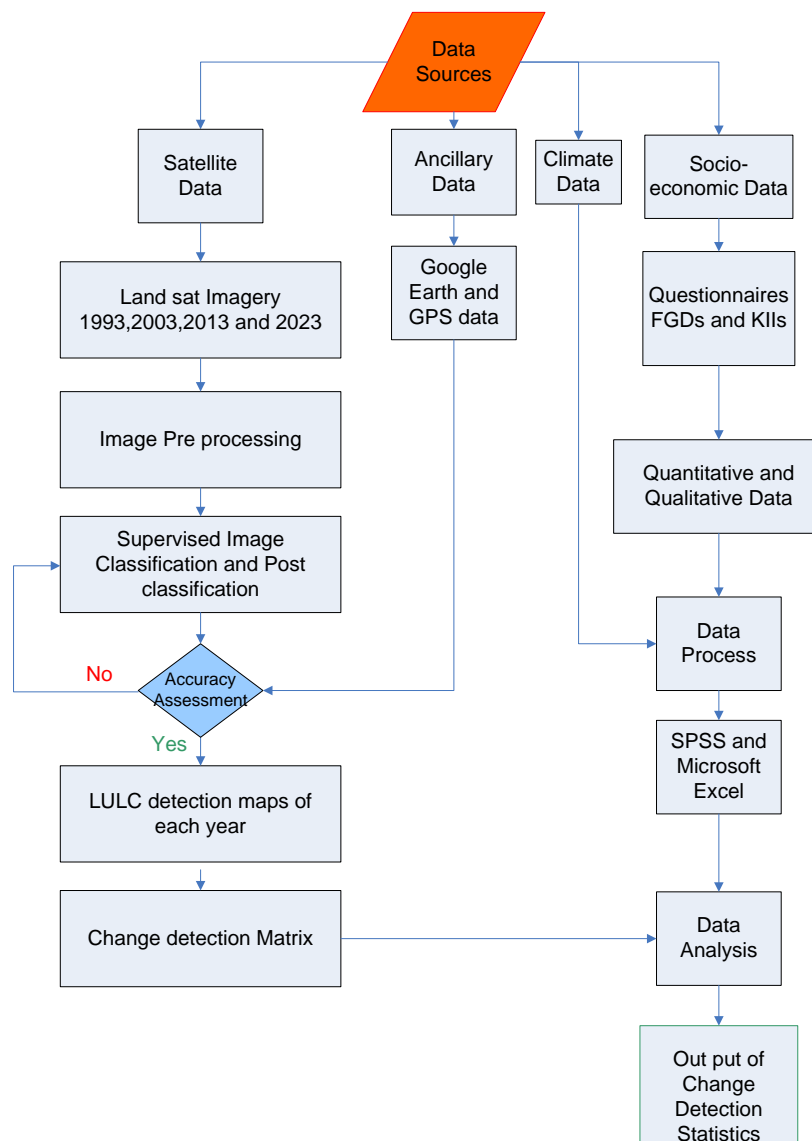 Data
Sources
Satellite
Data
Ancillary
Data
Climate
Data
Socio-
economic Data
Land sat Imagery
1993,2003,2013 and 2023
Google
Earth and
GPS data
Questionnaires
FGDs and KIIs
Image Pre processing
Quantitative and
Qualitative Data
Supervised Image
Classification and Post
classification
Data
Process
No
Accuracy
Assessment
Yes
SPSS and
Microsoft
Excel
LULC detection maps of
each year
Change detection Matrix
Data
Analysis
Out put of
Change
Detection
Statistics